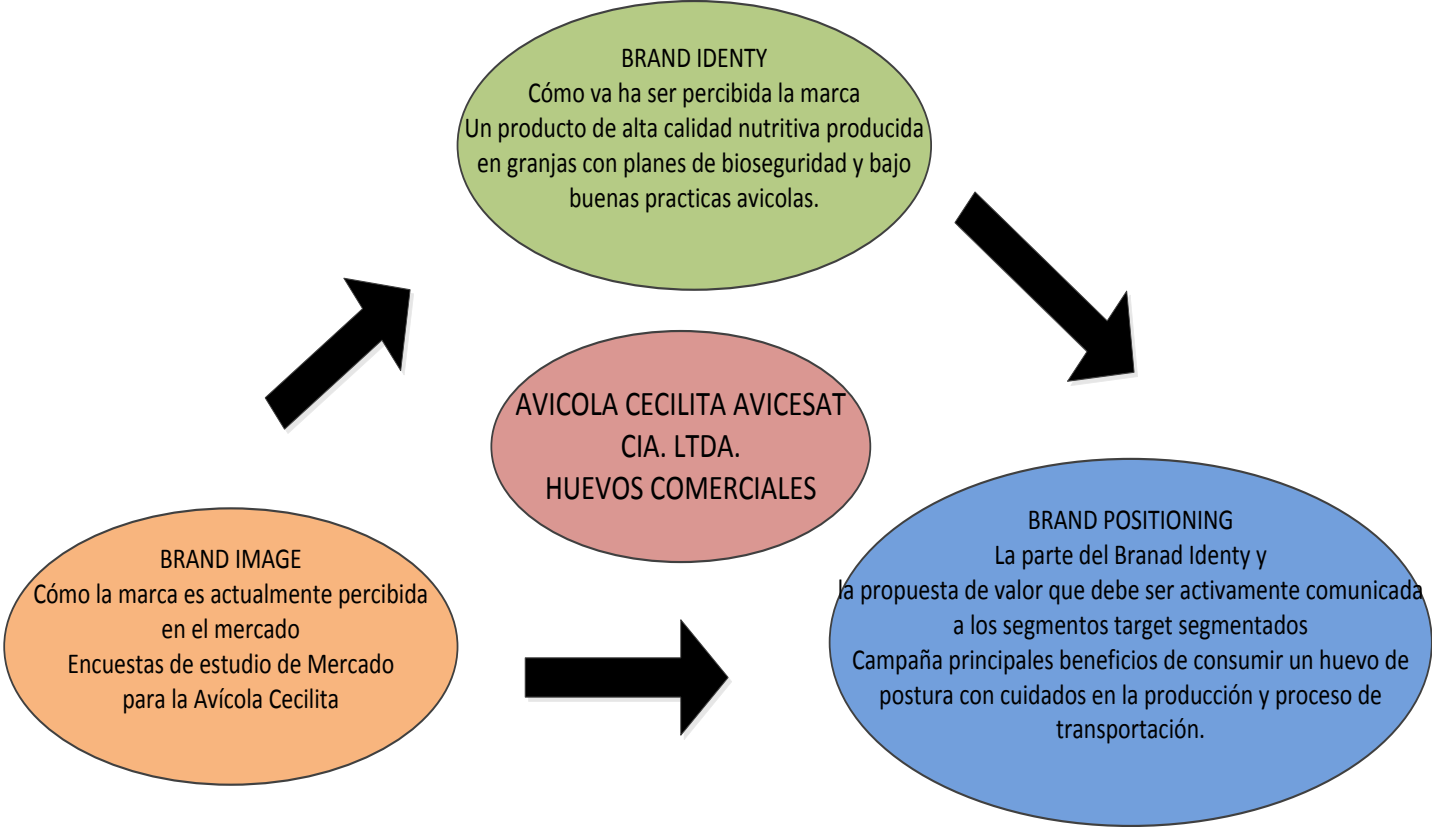 BRAND IDENTY
Cómo va ha ser percibida la marca
Un producto de alta calidad nutritiva producida
en granjas con planes de bioseguridad y bajo
buenas practicas avicolas.
AVICOLA CECILITA AVICESAT
CIA. LTDA.
HUEVOS COMERCIALES
BRAND IMAGE
Cómo la marca es actualmente percibida
en el mercado
Encuestas de estudio de Mercado
para la Avícola Cecilita
BRAND POSITIONING
La parte del Branad Identy y
la propuesta de valor que debe ser activamente comunicada
a los segmentos target segmentados
Campaña principales beneficios de consumir un huevo de
postura con cuidados en la producción y proceso de
transportación.